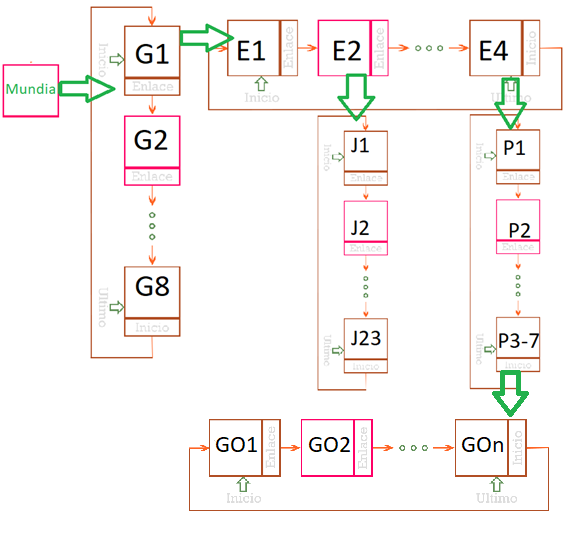 Mundia
Inicio
G1
Enlace
G2
Enlace
Ultimo
G8
Inicio
E1
Enlace
Inicio
E2
Enlace
E4
Inicio
Ultimo
Inicio
J1
Enlace
J2
Enlace
Ultimo
J23
Inicio
Inicio
P1
Enlace
P2
Enlace
Ultimo
P3-7
Inicio
GO1
Enlace
Inicio
GO2
Enlace
GOn
Inicio
Ultimo